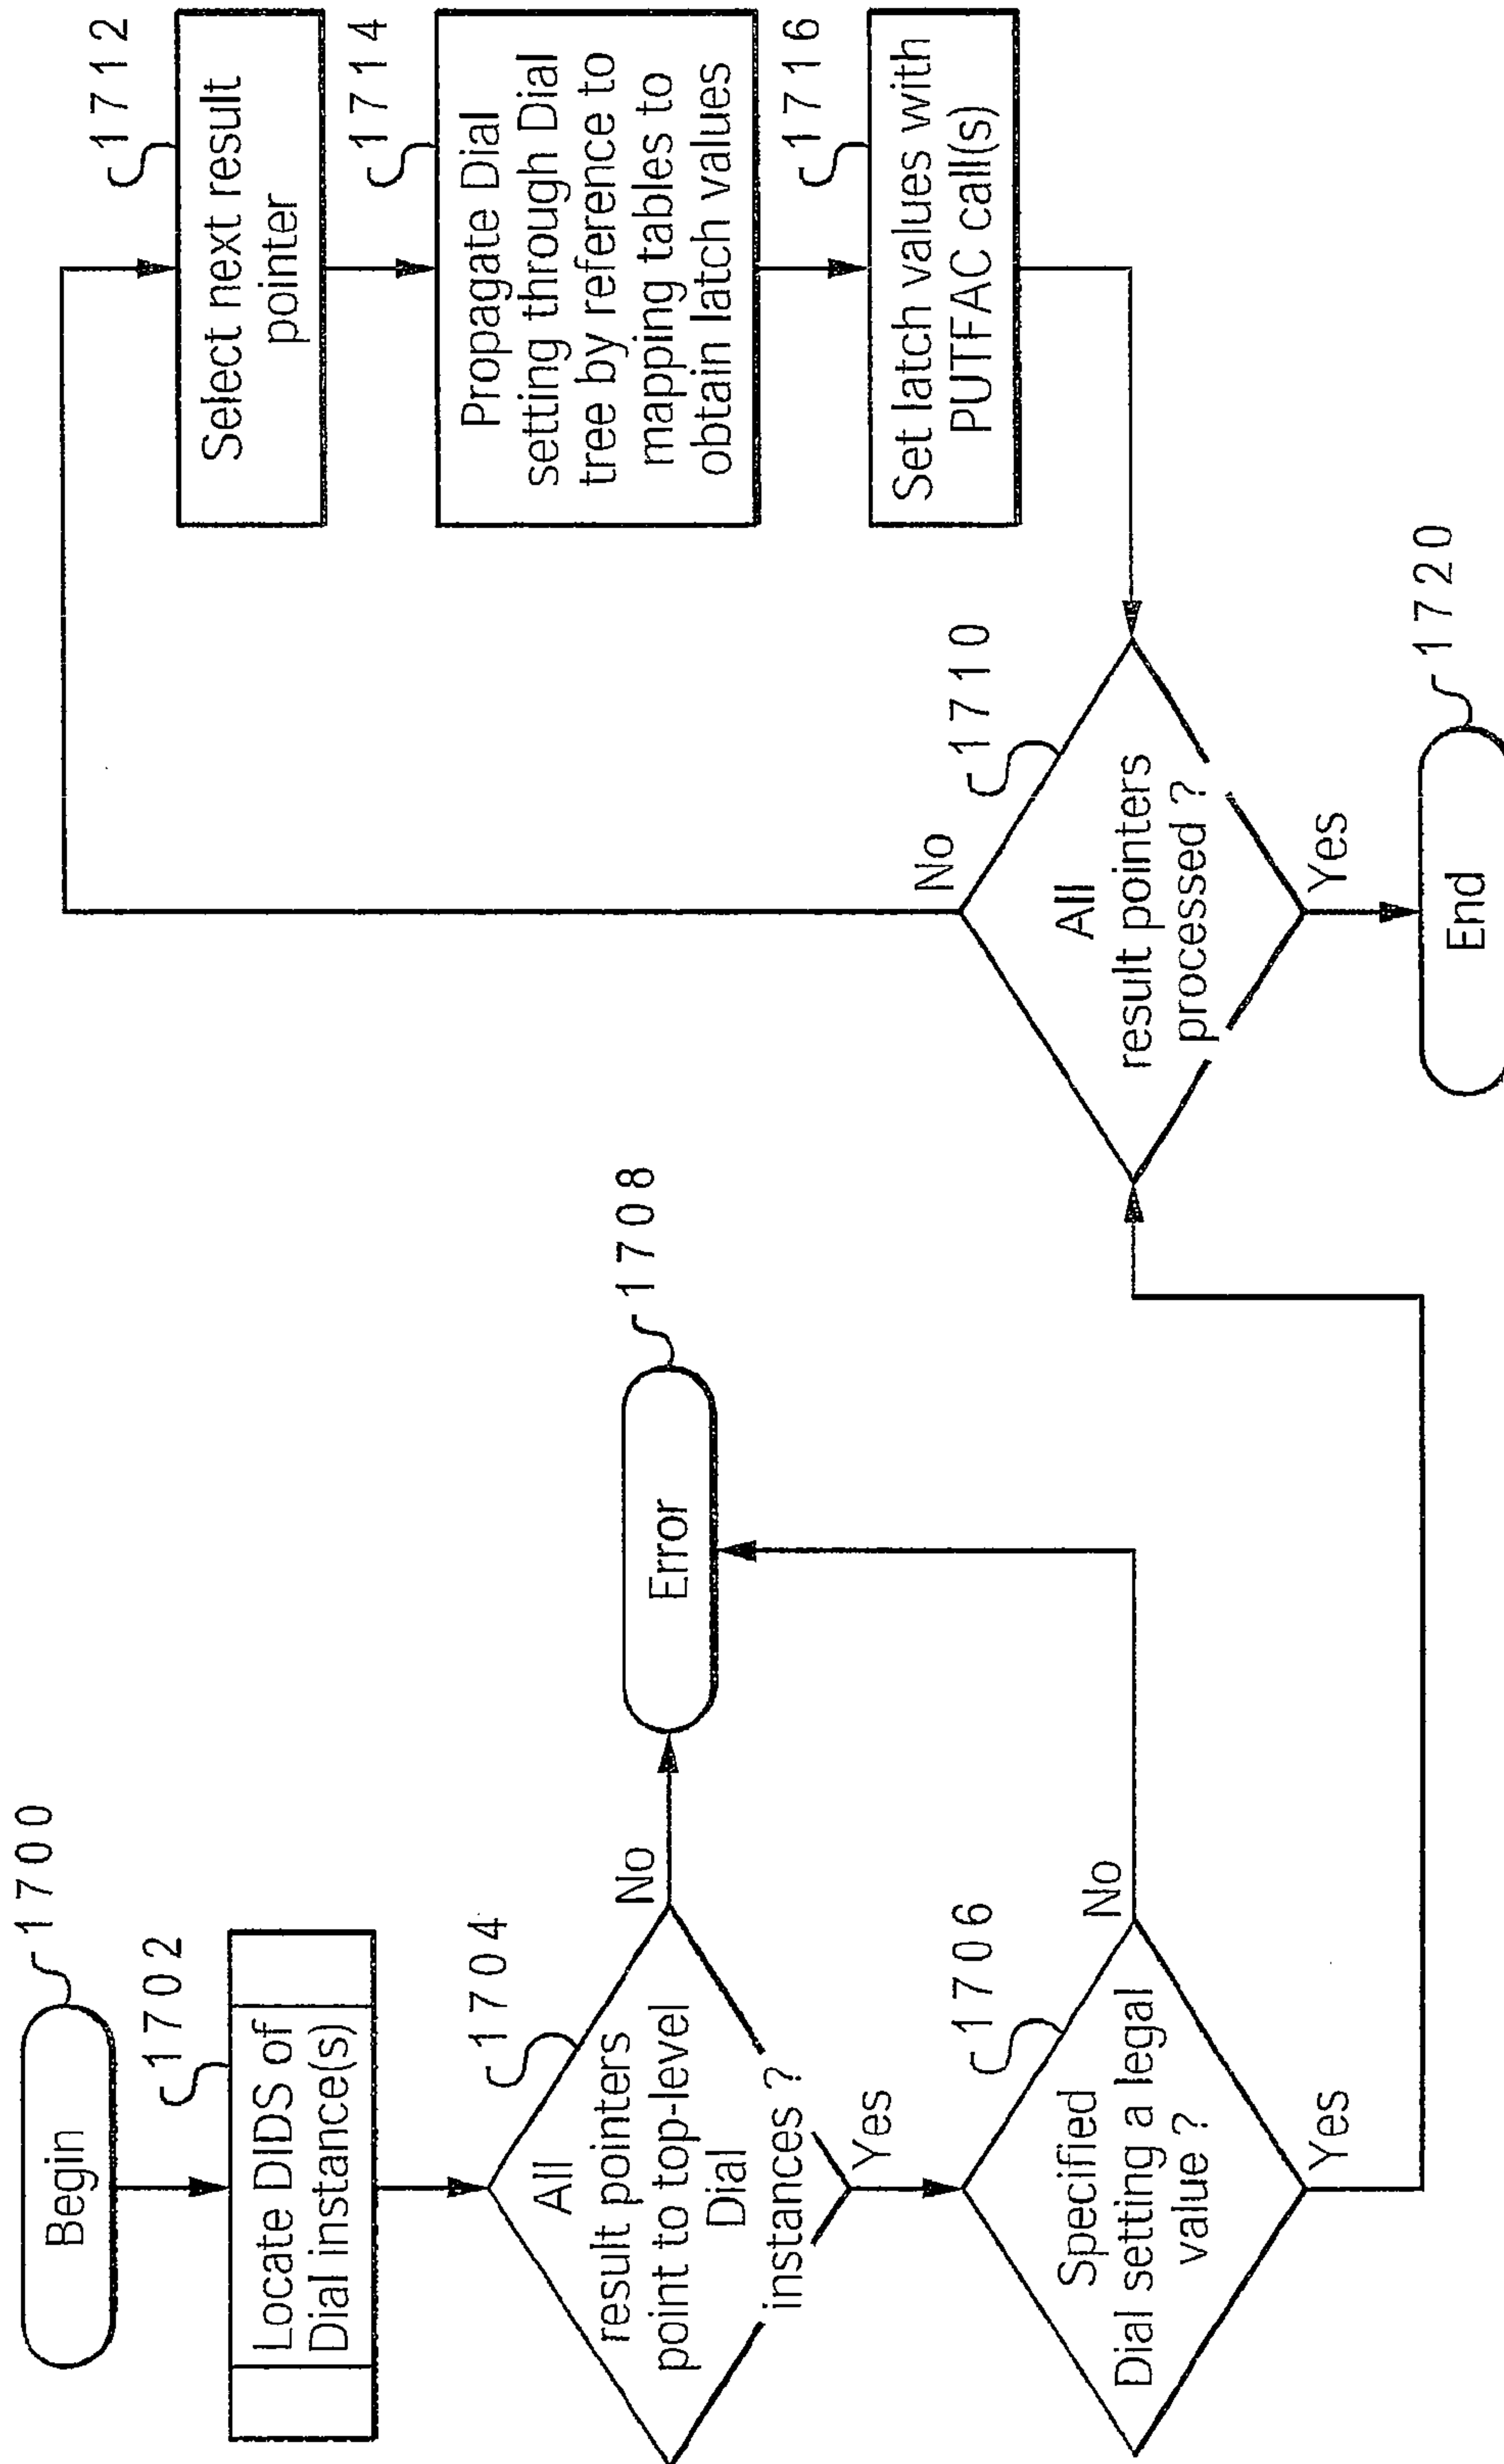 1700
Begin
1702
Locate DIDS of
Dial instance(s)
1704
All
result pointers
point to top-level
Dial
instances ?
No
Yes
1708
Error
1706
Specified
Dial setting a legal
value ?
No
Yes
1710
All
result pointers
processed ?
No
Yes
1712
Select next result
pointer
1714
Propagate Dial
setting through Dial
tree by reference to
mapping tables to
obtain latch values
1716
Set latch values with
PUTFAC call(s)
1720
End